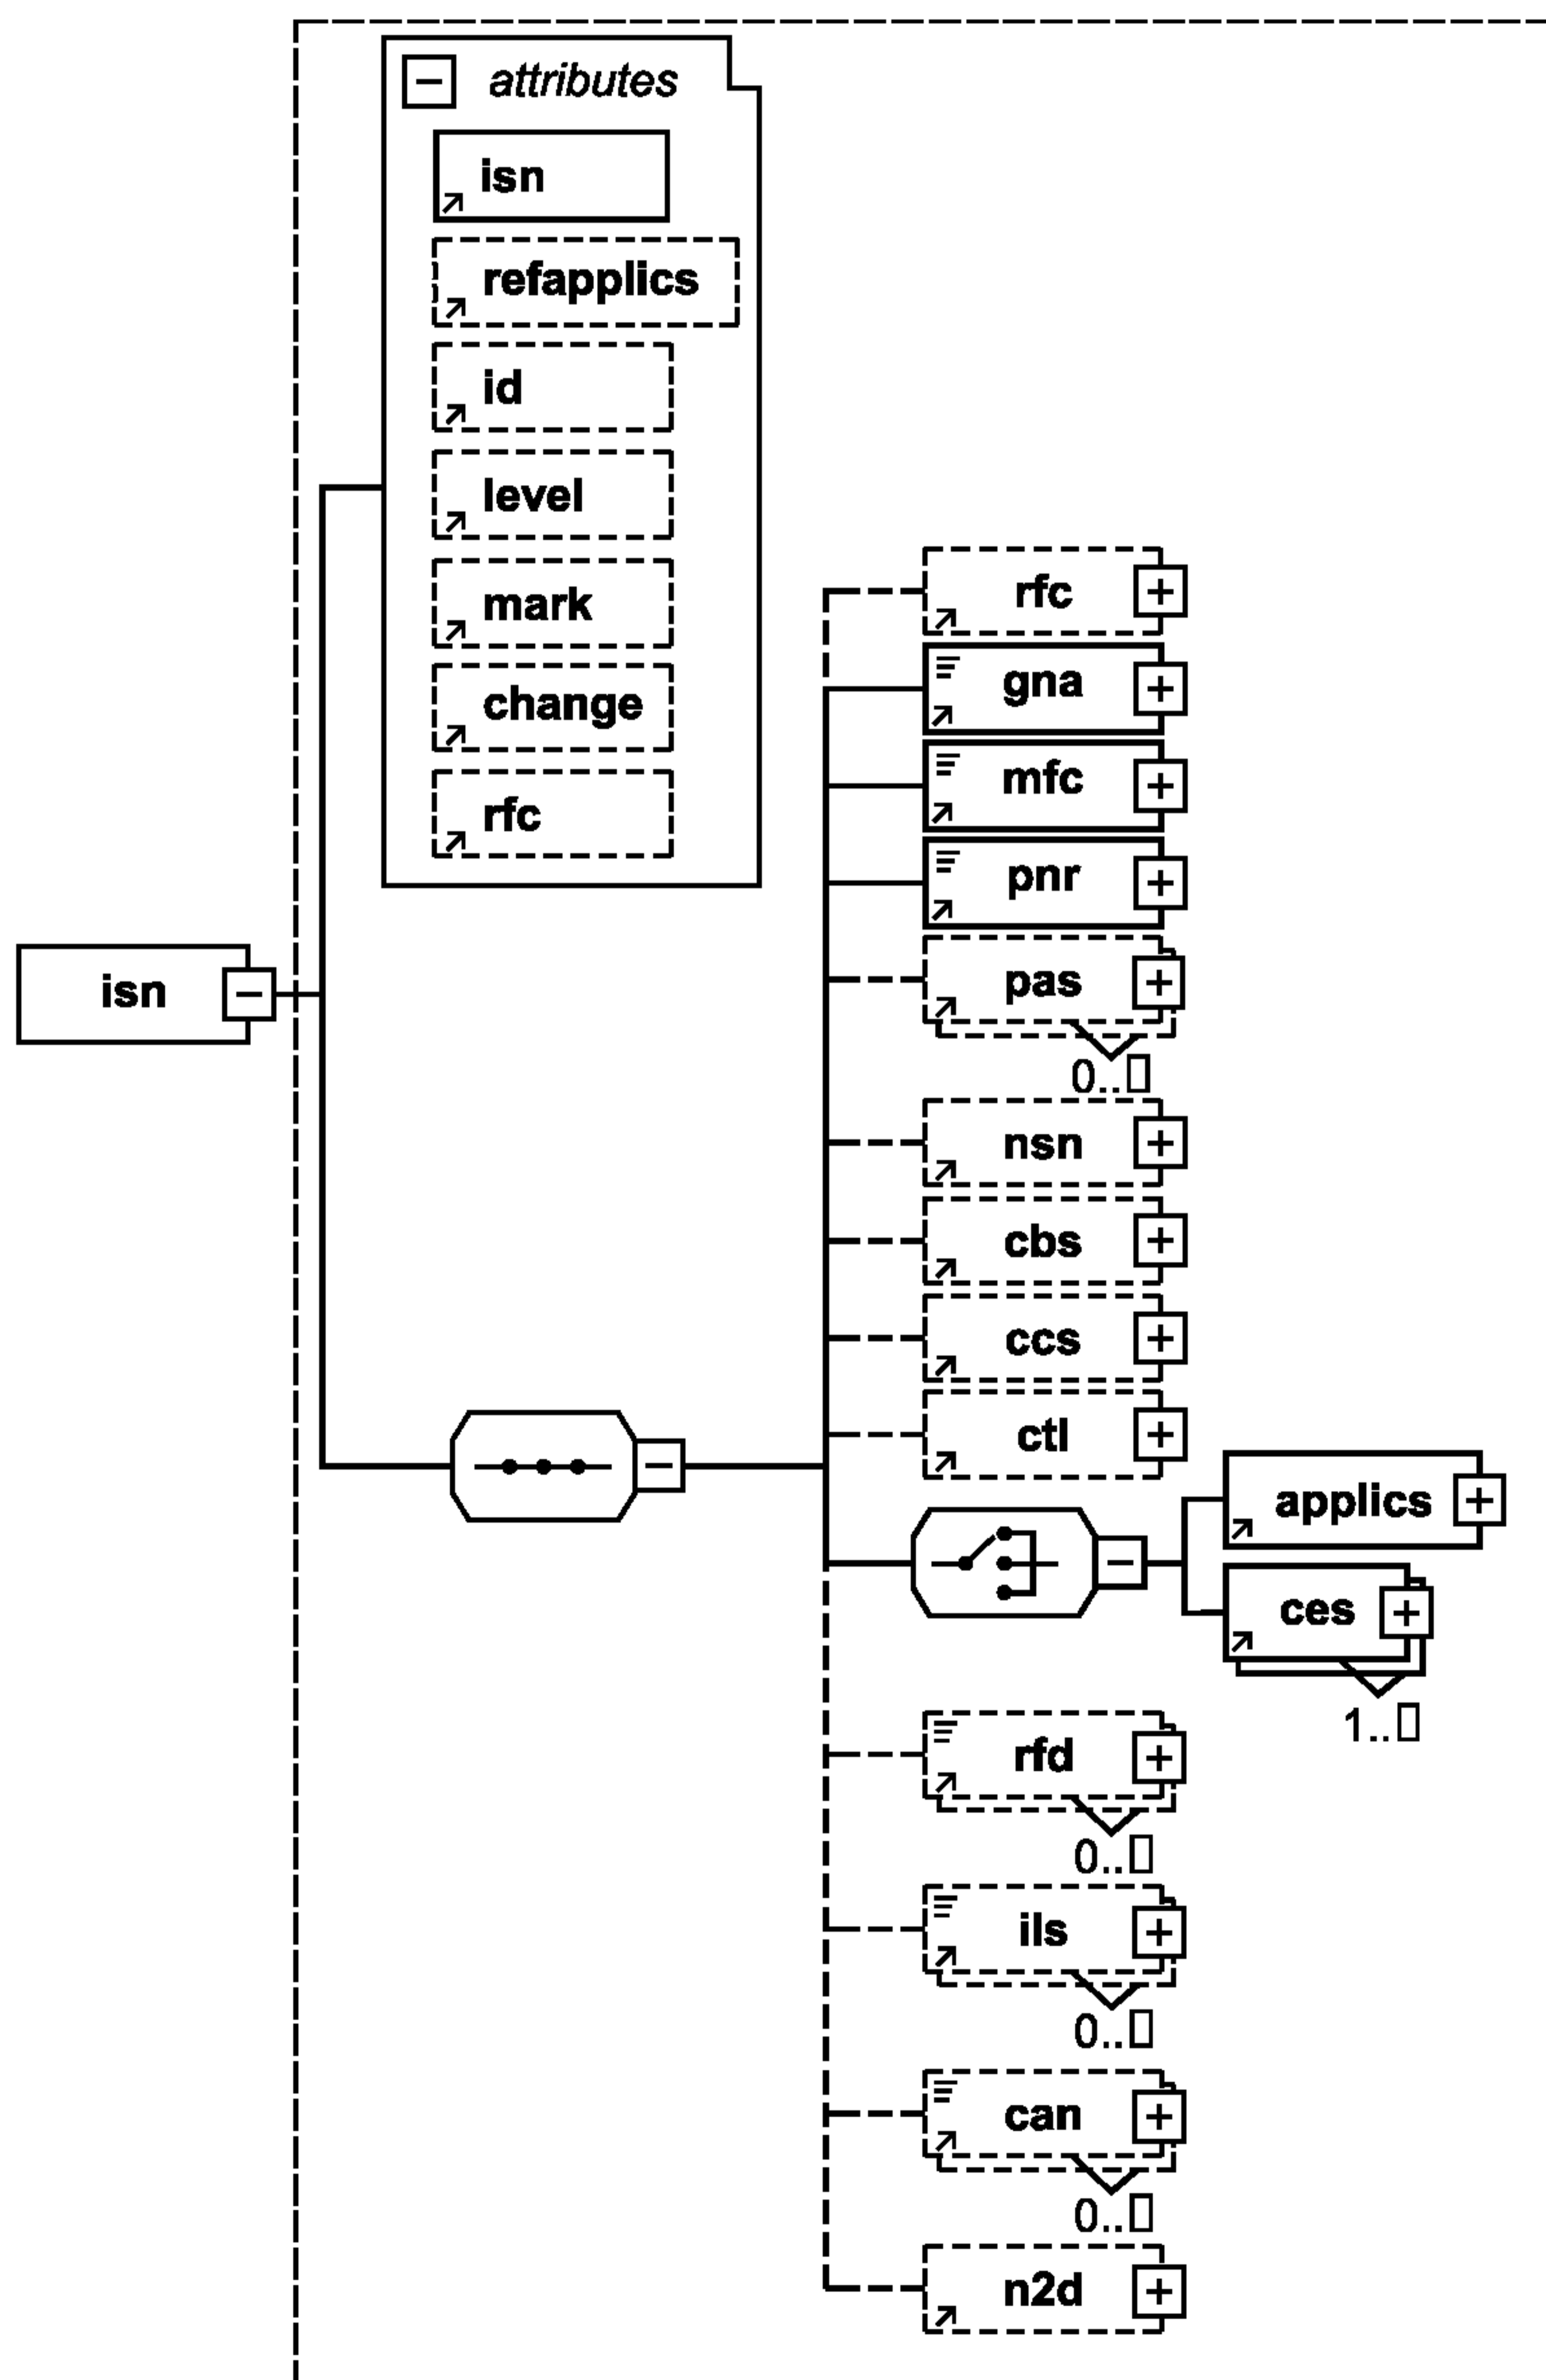 attributes
isn
refapplics
id
level
mark
change
rfc
isn
rfc
gna
mfc
pnr
pas
0..▯
nsn
cbs
ccs
ctl
applics
ces
1..▯
rfd
0..▯
ils
0..▯
can
0..▯
n2d